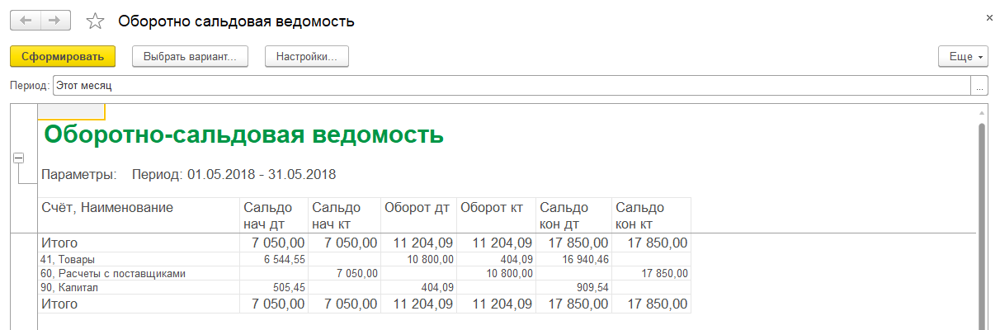 Оборотно сальдовая ведомость
×
Сформировать Выбрать вариант... Настройки... Еще
Период: Этот месяц ...
Оборотно-сальдовая ведомость
Параметры: Период: 01.05.2018 - 31.05.2018
Счёт, Наименование Сальдо Сальдо Оборот дт Оборот кт Сальдо Сальдо
нач дт нач кт кон дт кон кт
Итого 7 050,00 7 050,00 11 204,09 11 204,09 17 850,00 17 850,00
41, Товары 6 544,55 10 800,00 404,09 16 940,46
60, Расчеты с поставщиками 7 050,00 10 800,00 17 850,00
90, Капитал 505,45 404,09 909,54
Итого 7 050,00 7 050,00 11 204,09 11 204,09 17 850,00 17 850,00